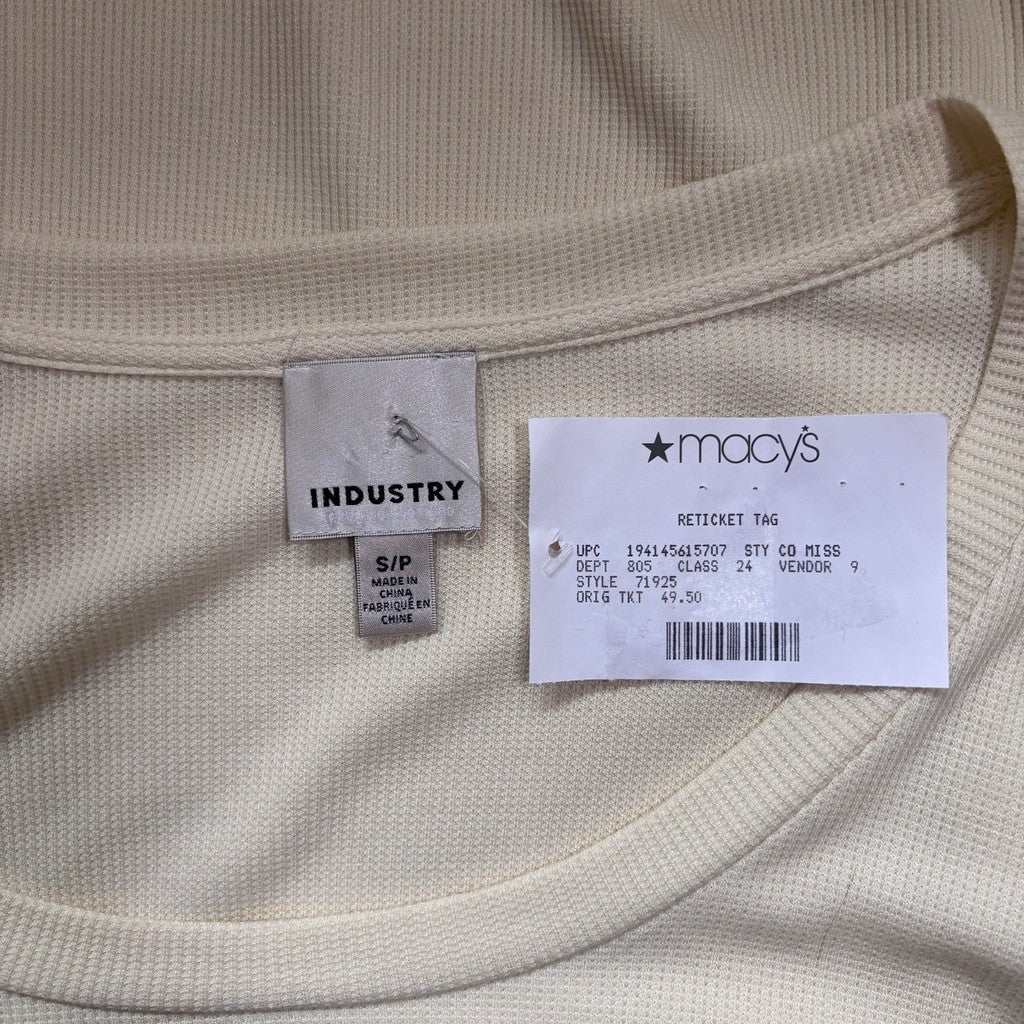 INDUSTRY
S/P
MADE IN
CHINA
FABRIQUÉ EN
CHINE
★macy's
RETICKET TAG
UPC 194145615707 STY CO MISS
DEPT 805 CLASS 24 VENDOR 9
STYLE 71925
ORIG TKT 49.50